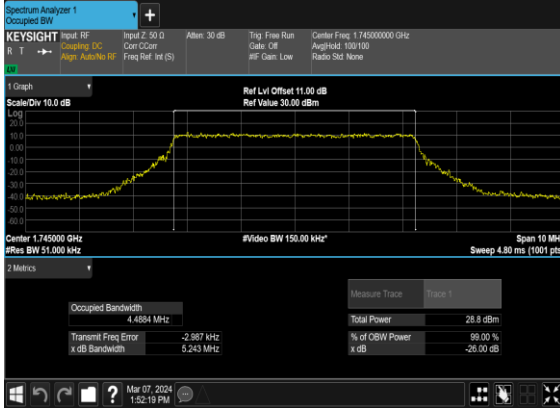 Spectrum Analyzer 1
Occupied BW
+
KEYSIGHT Input: RF Input Z: 50 Ω Atten: 30 dB Trig: Free Run Center Freq: 1.745000000 GHz
R T Coupling: DC Corr CCorr Gate: Off Avg|Hold: 100/100
Align: Auto/No RF Freq Ref: Int (S) #IF Gain: Low Radio Std: None
LW
1 Graph
Ref Lvl Offset 11.00 dB
Scale/Div 10.0 dB Ref Value 30.00 dBm
Log
20.0
10.0
0.00
-10.0
-20.0
-30.0
-40.0
-50.0
-60.0
Center 1.745000 GHz #Video BW 150.00 kHz* Span 10 MH
#Res BW 51.000 kHz Sweep 4.80 ms (1001 pts
2 Metrics
Measure Trace Trace 1
Occupied Bandwidth
4.4884 MHz Total Power 28.8 dBm
Transmit Freq Error -2.987 kHz % of OBW Power 99.00 %
x dB Bandwidth 5.243 MHz x dB -26.00 dB
? Mar 07, 2024
1:52:19 PM